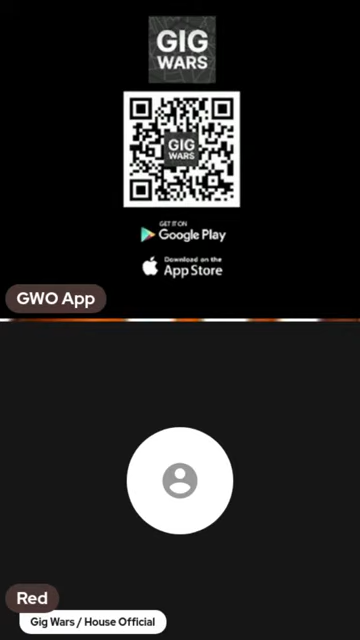 GIG
WARS
GIG
WARS
GET IT ON
Google Play
Download on the
App Store
GWO App
Red
Gig Wars / House Official